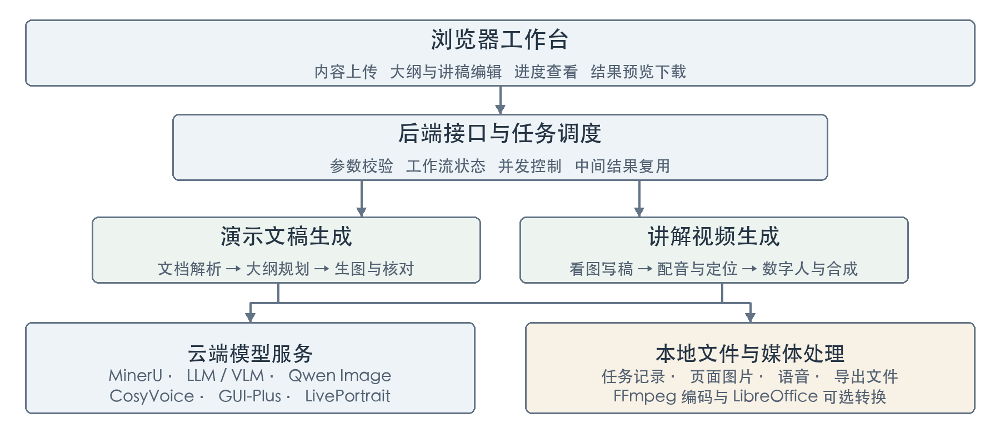 浏览器工作台
内容上传 大纲与讲稿编辑 进度查看 结果预览下载
后端接口与任务调度
参数校验 工作流状态 并发控制 中间结果复用
演示文稿生成
文档解析 → 大纲规划 → 生图与核对
讲解视频生成
看图写稿 → 配音与定位 → 数字人与合成
云端模型服务
MinerU · LLM / VLM · Qwen Image
CosyVoice · GUI-Plus · LivePortrait
本地文件与媒体处理
任务记录 · 页面图片 · 语音 · 导出文件
FFmpeg 编码与 LibreOffice 可选转换